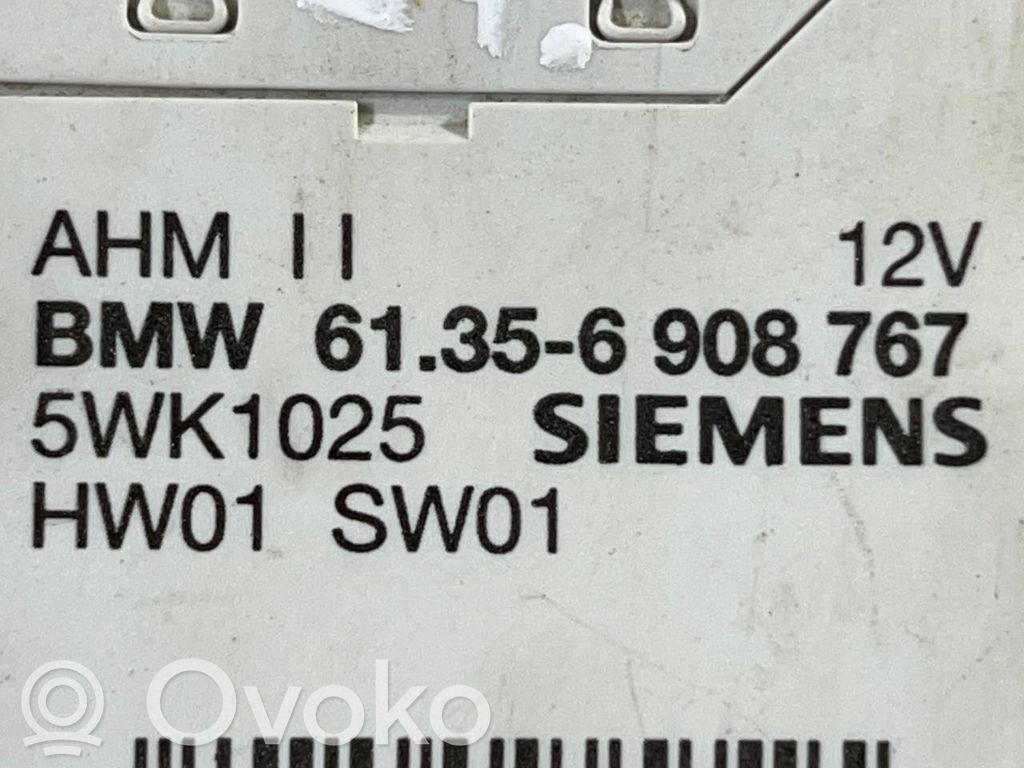 AHM II 12V
BMW 61.35-6 908 767
5WK1025 SIEMENS
HW01 SW01
Ovoko